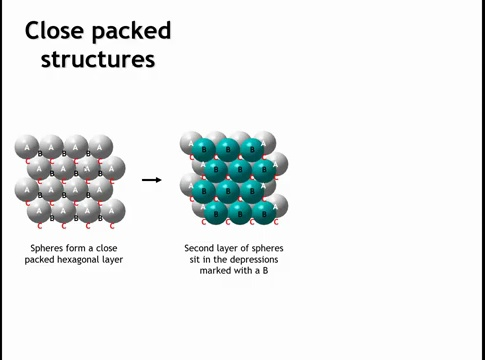 Close packed
structures
A A A A
B B B
C C C C
A A A A
B B B B
C C C
A A A A
B B B
C C C C
A A A A
B B B B
C C C C
Spheres form a close
packed hexagonal layer
A A
B B B
C
B B B
C
A A
B B B
C
A
B B B
C C C C
Second layer of spheres
sit in the depressions
marked with a B